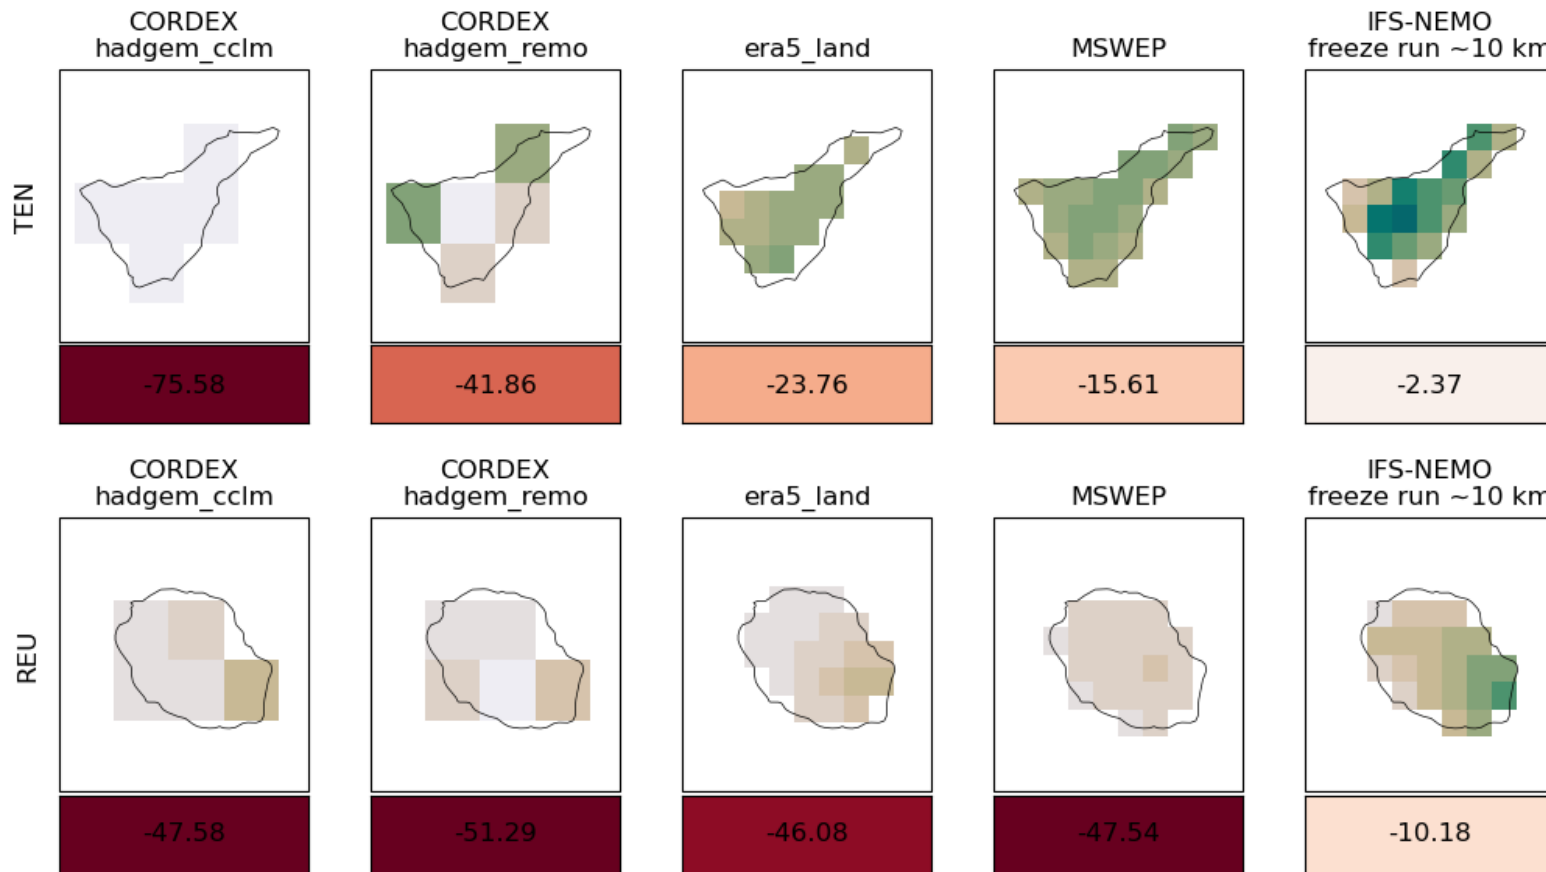 CORDEX
hadgem_cclm
CORDEX
hadgem_remo
era5_land
MSWEP
IFS-NEMO
freeze run ~10 km
TEN
-75.58
-41.86
-23.76
-15.61
-2.37
CORDEX
hadgem_cclm
CORDEX
hadgem_remo
era5_land
MSWEP
IFS-NEMO
freeze run ~10 km
REU
-47.58
-51.29
-46.08
-47.54
-10.18